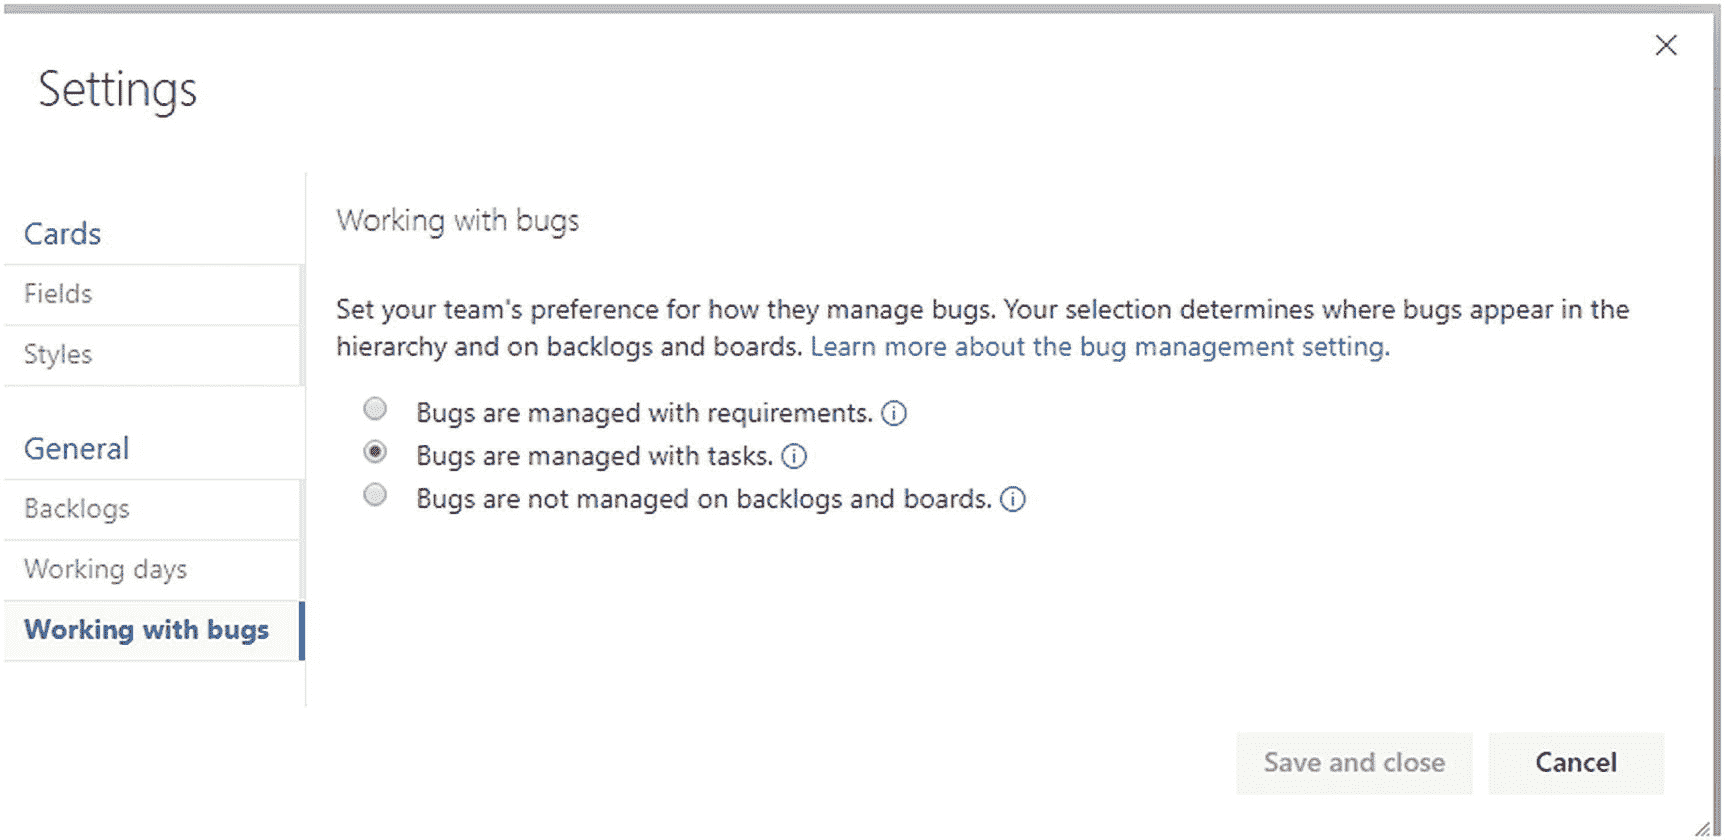 Settings
Cards
Fields
Styles
General
Backlogs
Working days
Working with bugs
Working with bugs
Set your team's preference for how they manage bugs. Your selection determines where bugs appear in the
hierarchy and on backlogs and boards. Learn more about the bug management setting.
Bugs are managed with requirements.
Bugs are managed with tasks.
Bugs are not managed on backlogs and boards.
Save and close
Cancel